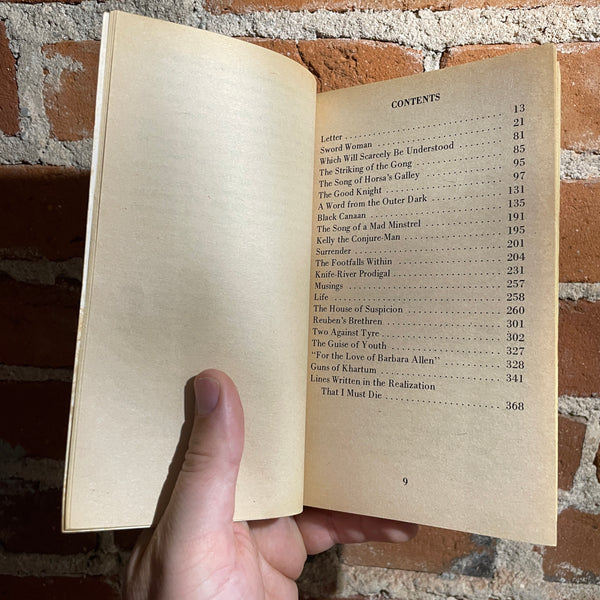 CONTENTS
Letter 13
Sword Woman 21
Which Will Scarcely Be Understood 81
The Striking of the Gong 85
The Song of Horsa's Galley 95
The Good Knight 97
A Word from the Outer Dark 131
Black Canaan 135
The Song of a Mad Minstrel 191
Kelly the Conjure-Man 195
Surrender 201
The Footfalls Within 204
Knife-River Prodigal 231
Musings 257
Life 258
The House of Suspicion 260
Reuben's Brethren 301
Two Against Tyre 302
The Guise of Youth 327
"For the Love of Barbara Allen" 328
Guns of Khartum 341
Lines Written in the Realization
That I Must Die 368
9